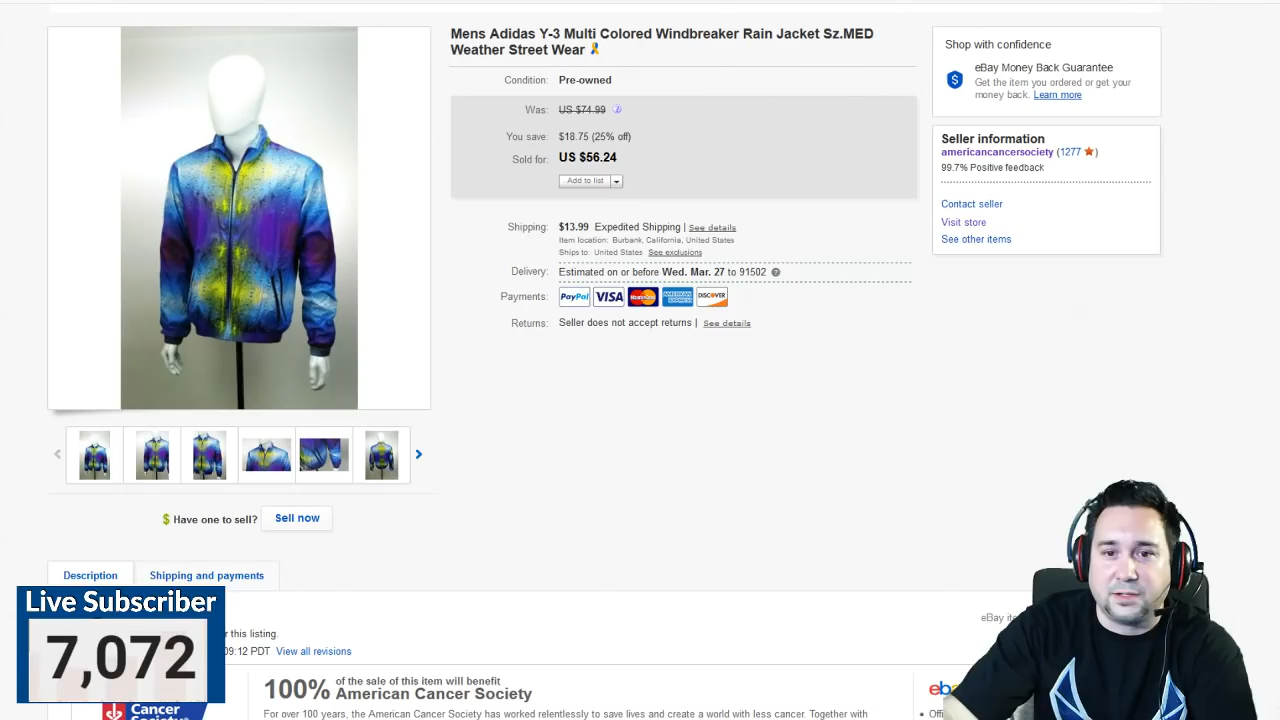 Mens Adidas Y-3 Multi Colored Windbreaker Rain Jacket Sz.MED
Weather Street Wear
Condition: Pre-owned
Was: US $74.99
You save: $18.75 (25% off)
Sold for: US $56.24
Add to list
Shipping: $13.99 Expedited Shipping | See details
Item location: Burbank, California, United States
Ships to: United States See exclusions
Delivery: Estimated on or before Wed. Mar. 27 to 91502
Payments: PayPal VISA MasterCard AMERICAN EXPRESS DISCOVER
Returns: Seller does not accept returns | See details
Shop with confidence
eBay Money Back Guarantee
Get the item you ordered or get your
money back. Learn more
Seller information
americancancersociety (1277)
99.7% Positive feedback
Contact seller
Visit store
See other items
Have one to sell? Sell now
Description
Shipping and payments
Live Subscriber
7,072
eBay
r this listing.
09:12 PDT View all revisions
100% of the sale of this item will benefit
American Cancer Society
For over 100 years, the American Cancer Society has worked relentlessly to save lives and create a world with less cancer. Together with
Cancer